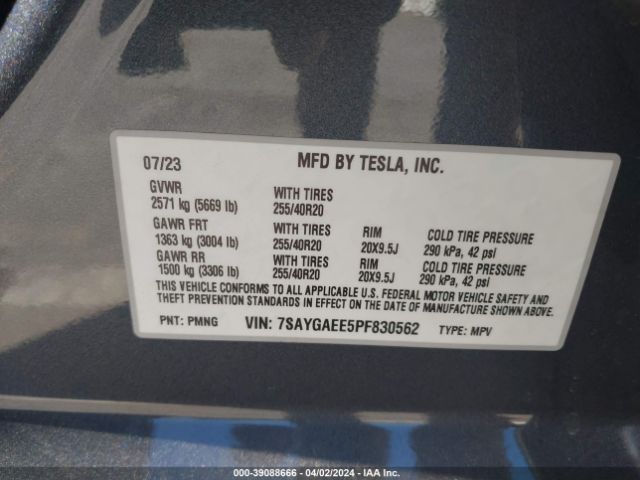 07/23 MFD BY TESLA, INC.
GVWR WITH TIRES
2571 kg (5669 lb) 255/40R20
GAWR FRT WITH TIRES RIM COLD TIRE PRESSURE
1363 kg (3004 lb) 255/40R20 20X9.5J 290 kPa, 42 psi
GAWR RR WITH TIRES RIM COLD TIRE PRESSURE
1500 kg (3306 lb) 255/40R20 20X9.5J 290 kPa, 42 psi
THIS VEHICLE CONFORMS TO ALL APPLICABLE U.S. FEDERAL MOTOR VEHICLE SAFETY AND
THEFT PREVENTION STANDARDS IN EFFECT ON THE DATE OF MANUFACTURE SHOWN ABOVE.
PNT: PMNG VIN: 7SAYGAEE5PF830562 TYPE: MPV
000-39088666 - 04/02/2024 - IAA Inc.